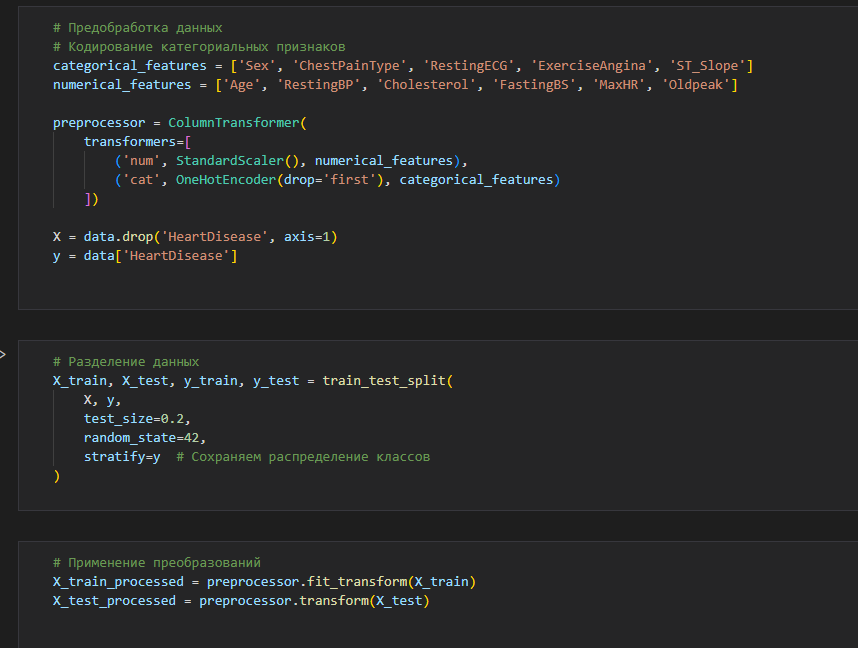 # Предобработка данных
# Кодирование категориальных признаков
categorical_features = ['Sex', 'ChestPainType', 'RestingECG', 'ExerciseAngina', 'ST_Slope']
numerical_features = ['Age', 'RestingBP', 'Cholesterol', 'FastingBS', 'MaxHR', 'Oldpeak']
preprocessor = ColumnTransformer(
    transformers=[
        ('num', StandardScaler(), numerical_features),
        ('cat', OneHotEncoder(drop='first'), categorical_features)
    ])
X = data.drop('HeartDisease', axis=1)
y = data['HeartDisease']
# Разделение данных
X_train, X_test, y_train, y_test = train_test_split(
    X, y,
    test_size=0.2,
    random_state=42,
    stratify=y  # Сохраняем распределение классов
)
# Применение преобразований
X_train_processed = preprocessor.fit_transform(X_train)
X_test_processed = preprocessor.transform(X_test)